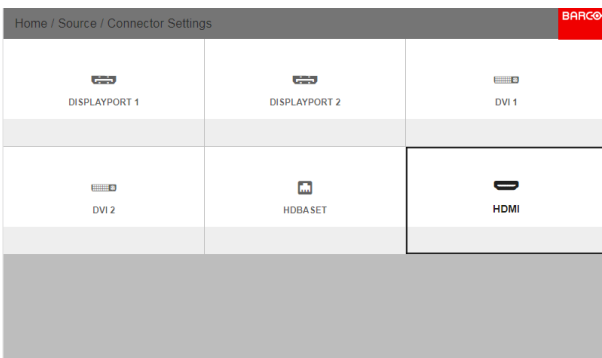 Home / Source / Connector Settings
BARCO
DISPLAYPORT 1
DISPLAYPORT 2
DVI 1
DVI 2
HDBASET
HDMI